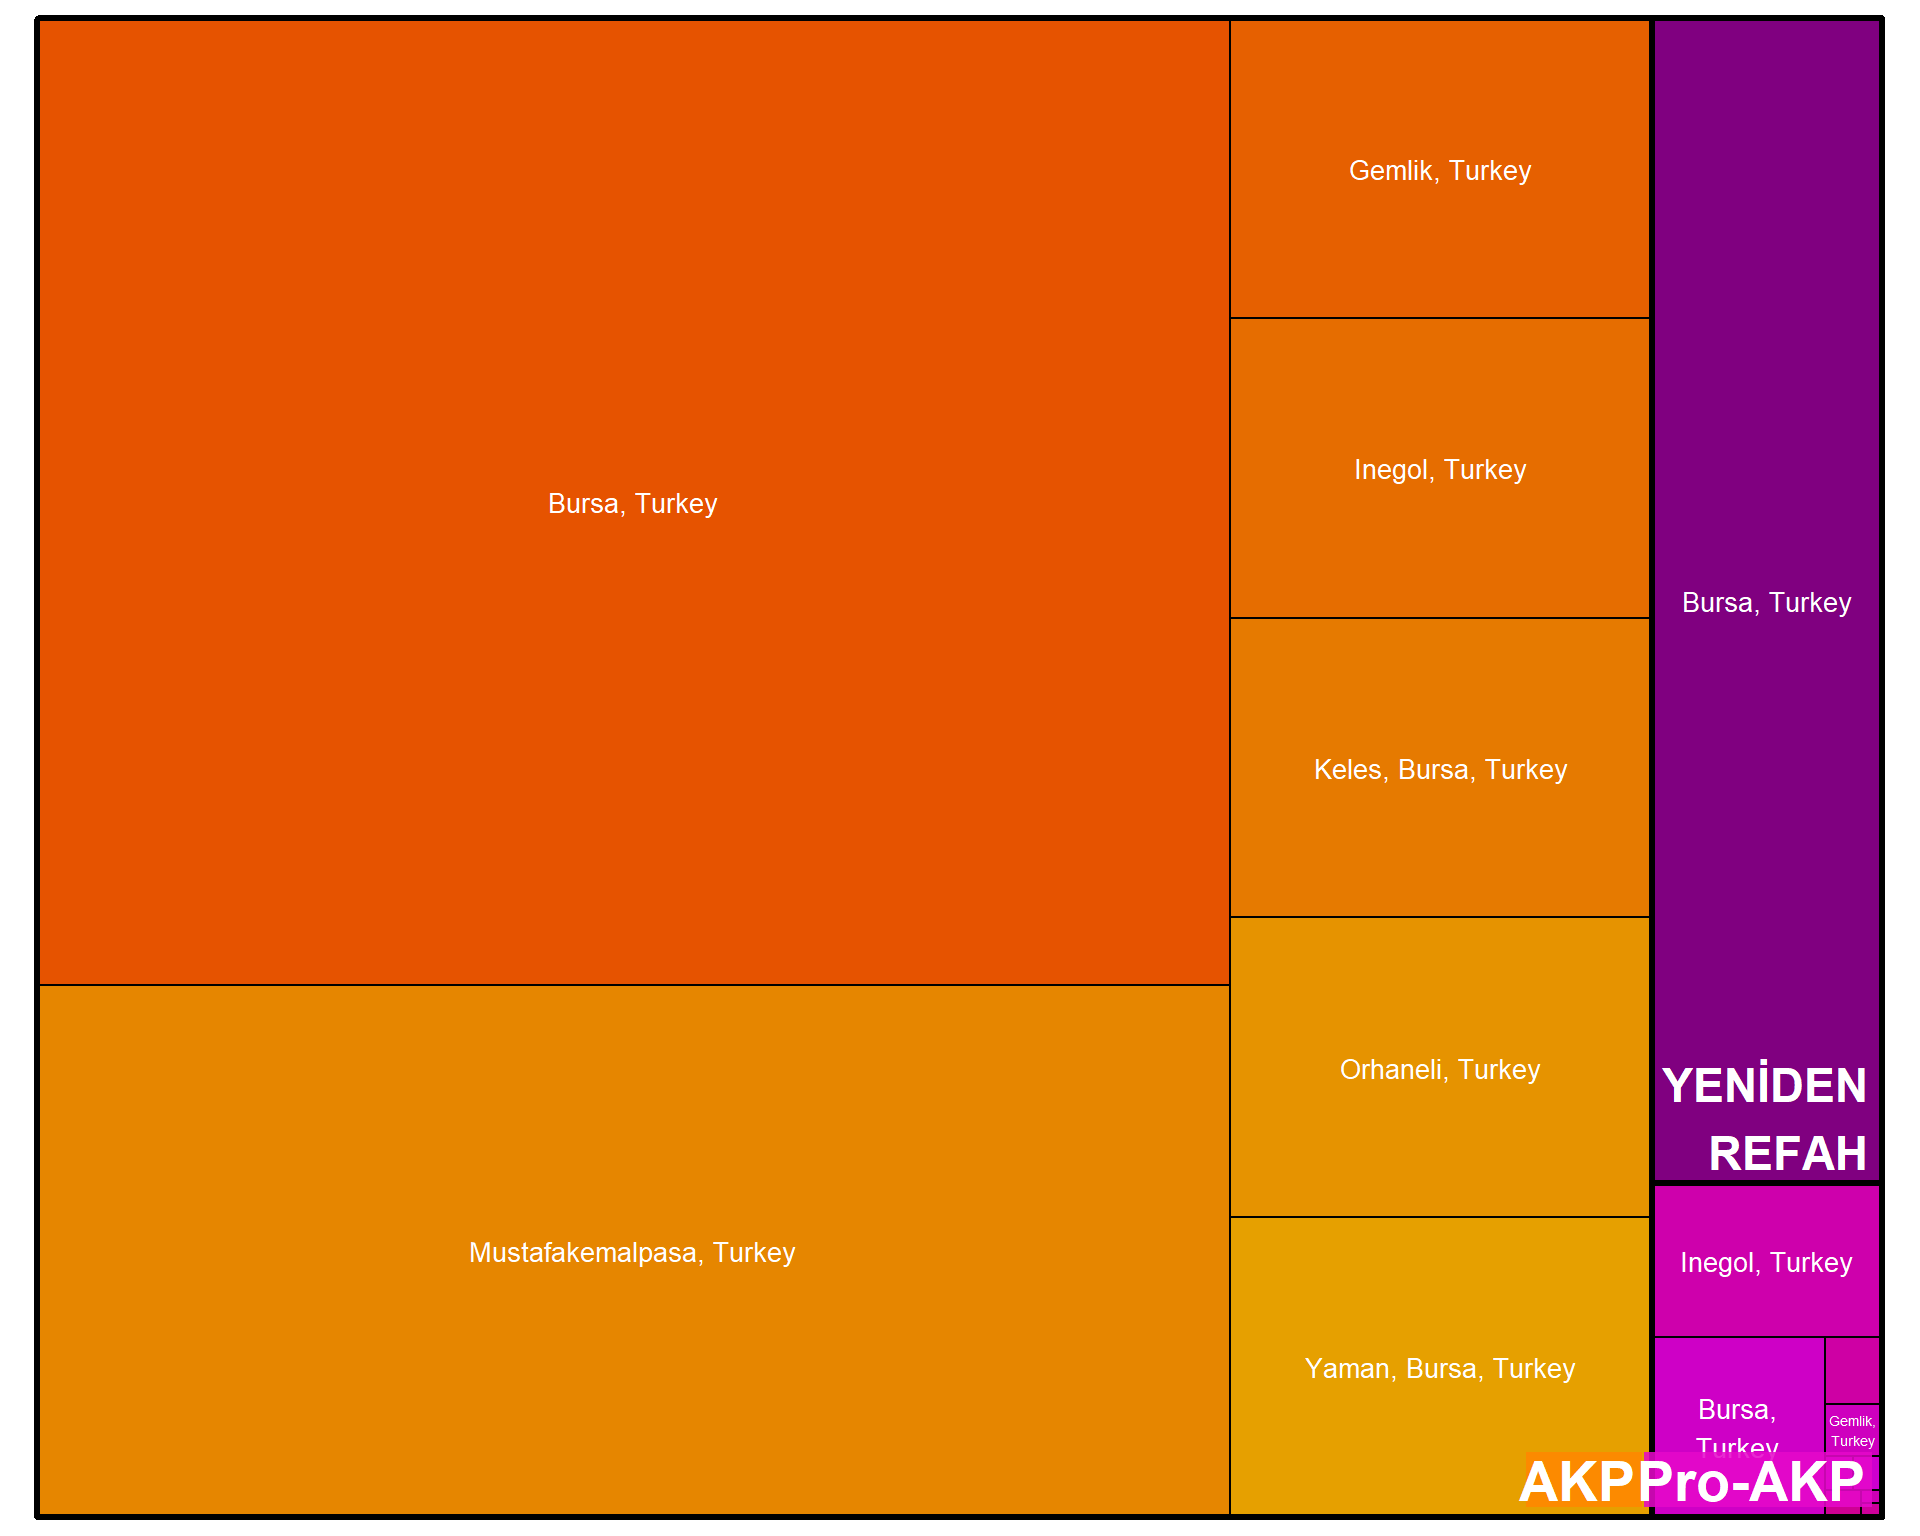 Bursa, Turkey
Mustafakemalpasa, Turkey
Gemlik, Turkey
Inegol, Turkey
Keles, Bursa, Turkey
Orhaneli, Turkey
Yaman, Bursa, Turkey
AKP
Bursa, Turkey
YENİDEN
REFAH
Inegol, Turkey
Bursa,
Turkey
Gemlik,
Turkey
Pro-AKP